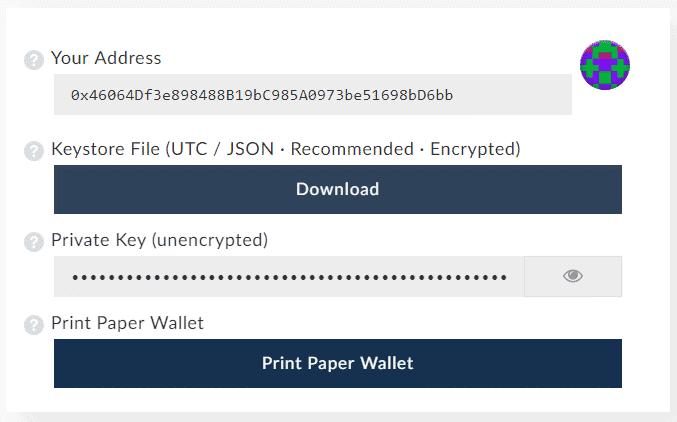 ? Your Address
0x46064Df3e898488B19bC985A0973be51698bD6bb
? Keystore File (UTC / JSON · Recommended · Encrypted)
Download
? Private Key (unencrypted)
? Print Paper Wallet
Print Paper Wallet